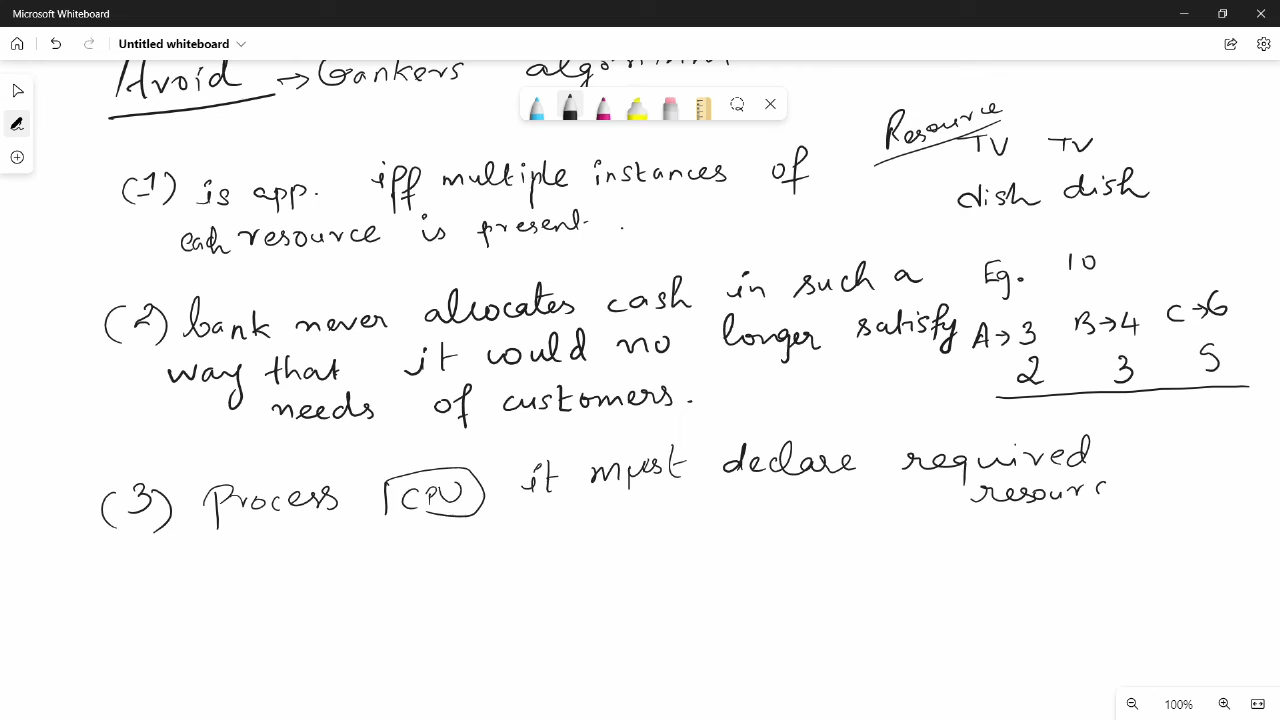 Microsoft Whiteboard
Untitled whiteboard
Avoid → Bankers algorithm
Resource
TV TV
dish dish
(1) is app. iff multiple instances of
each resource is present.
(2) bank never allocates cash in such a
way that it could no longer satisfy
needs of customers.
Eg. 10
A→3 B→4 C→6
2 3 5
(3) Process CPU it must declare required
resourc
100%